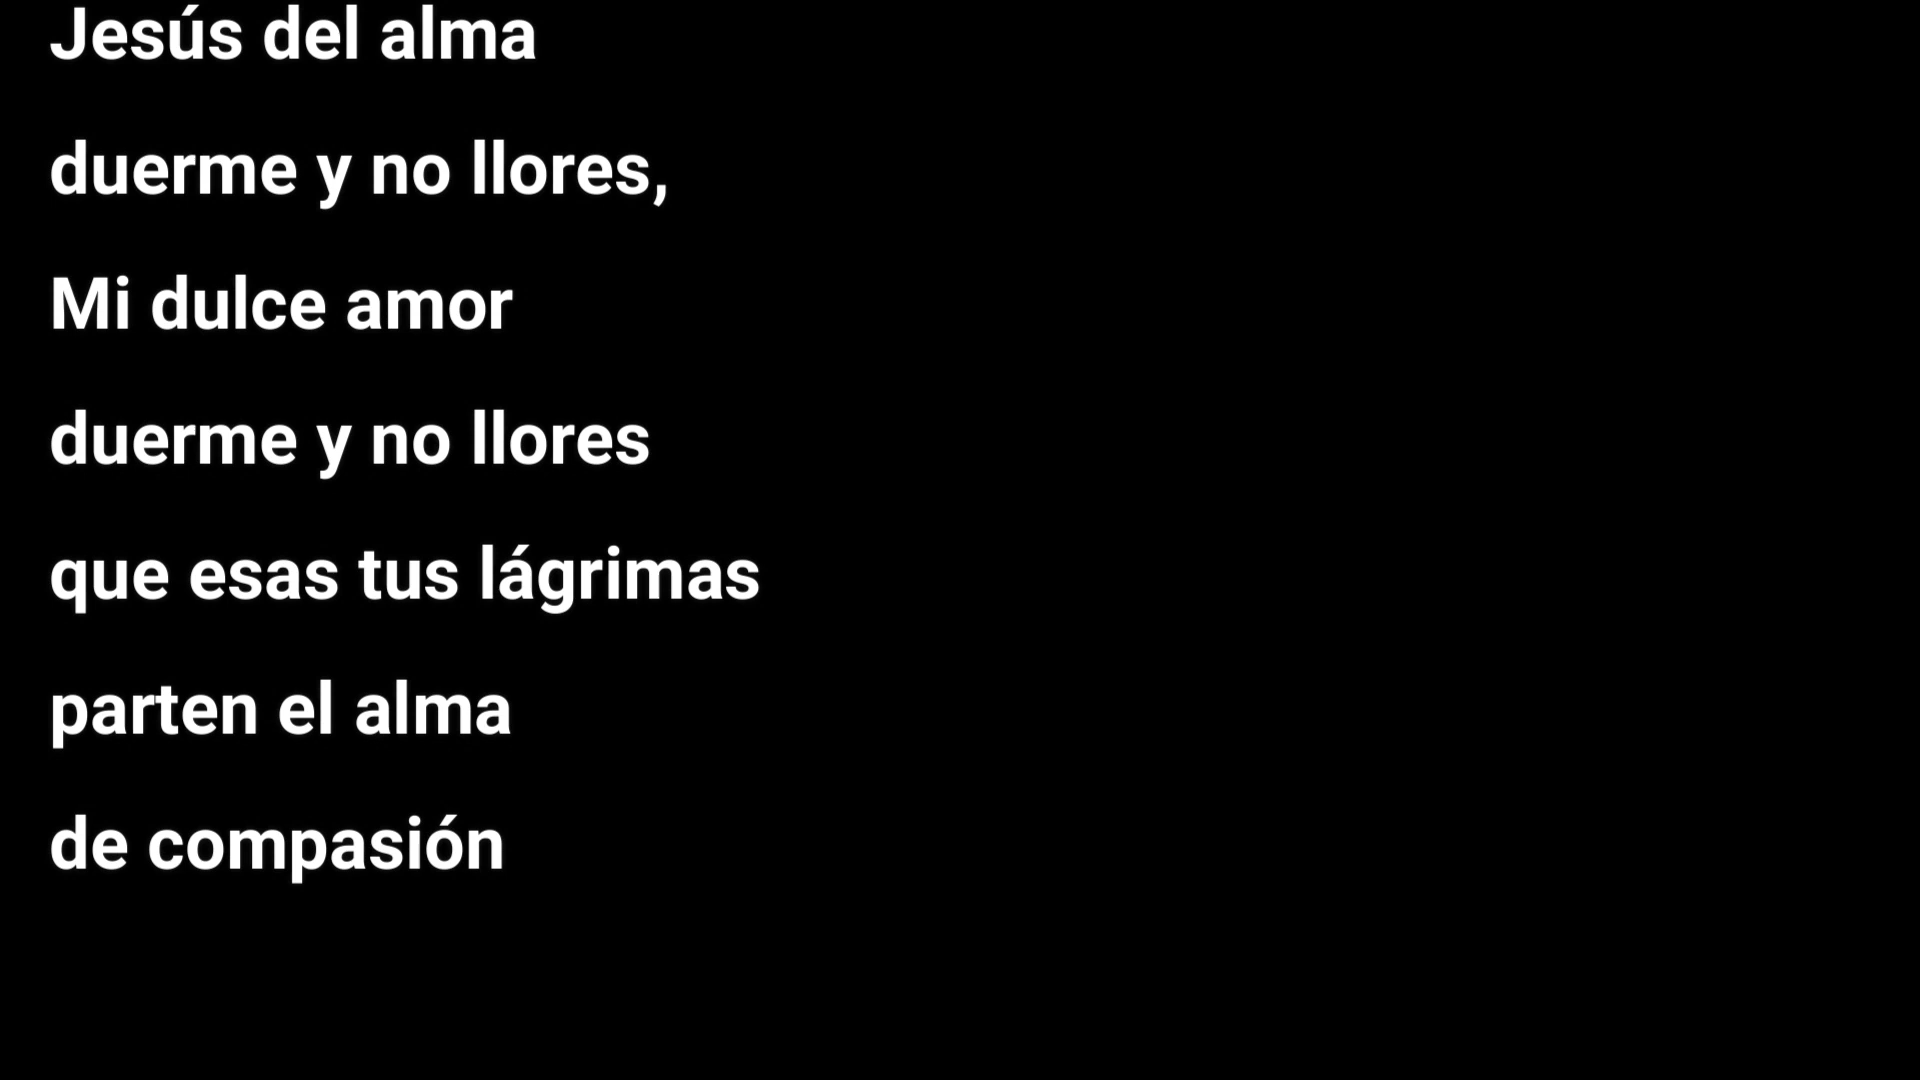 Jesús del alma
duerme y no llores,
Mi dulce amor
duerme y no llores
que esas tus lágrimas
parten el alma
de compasión